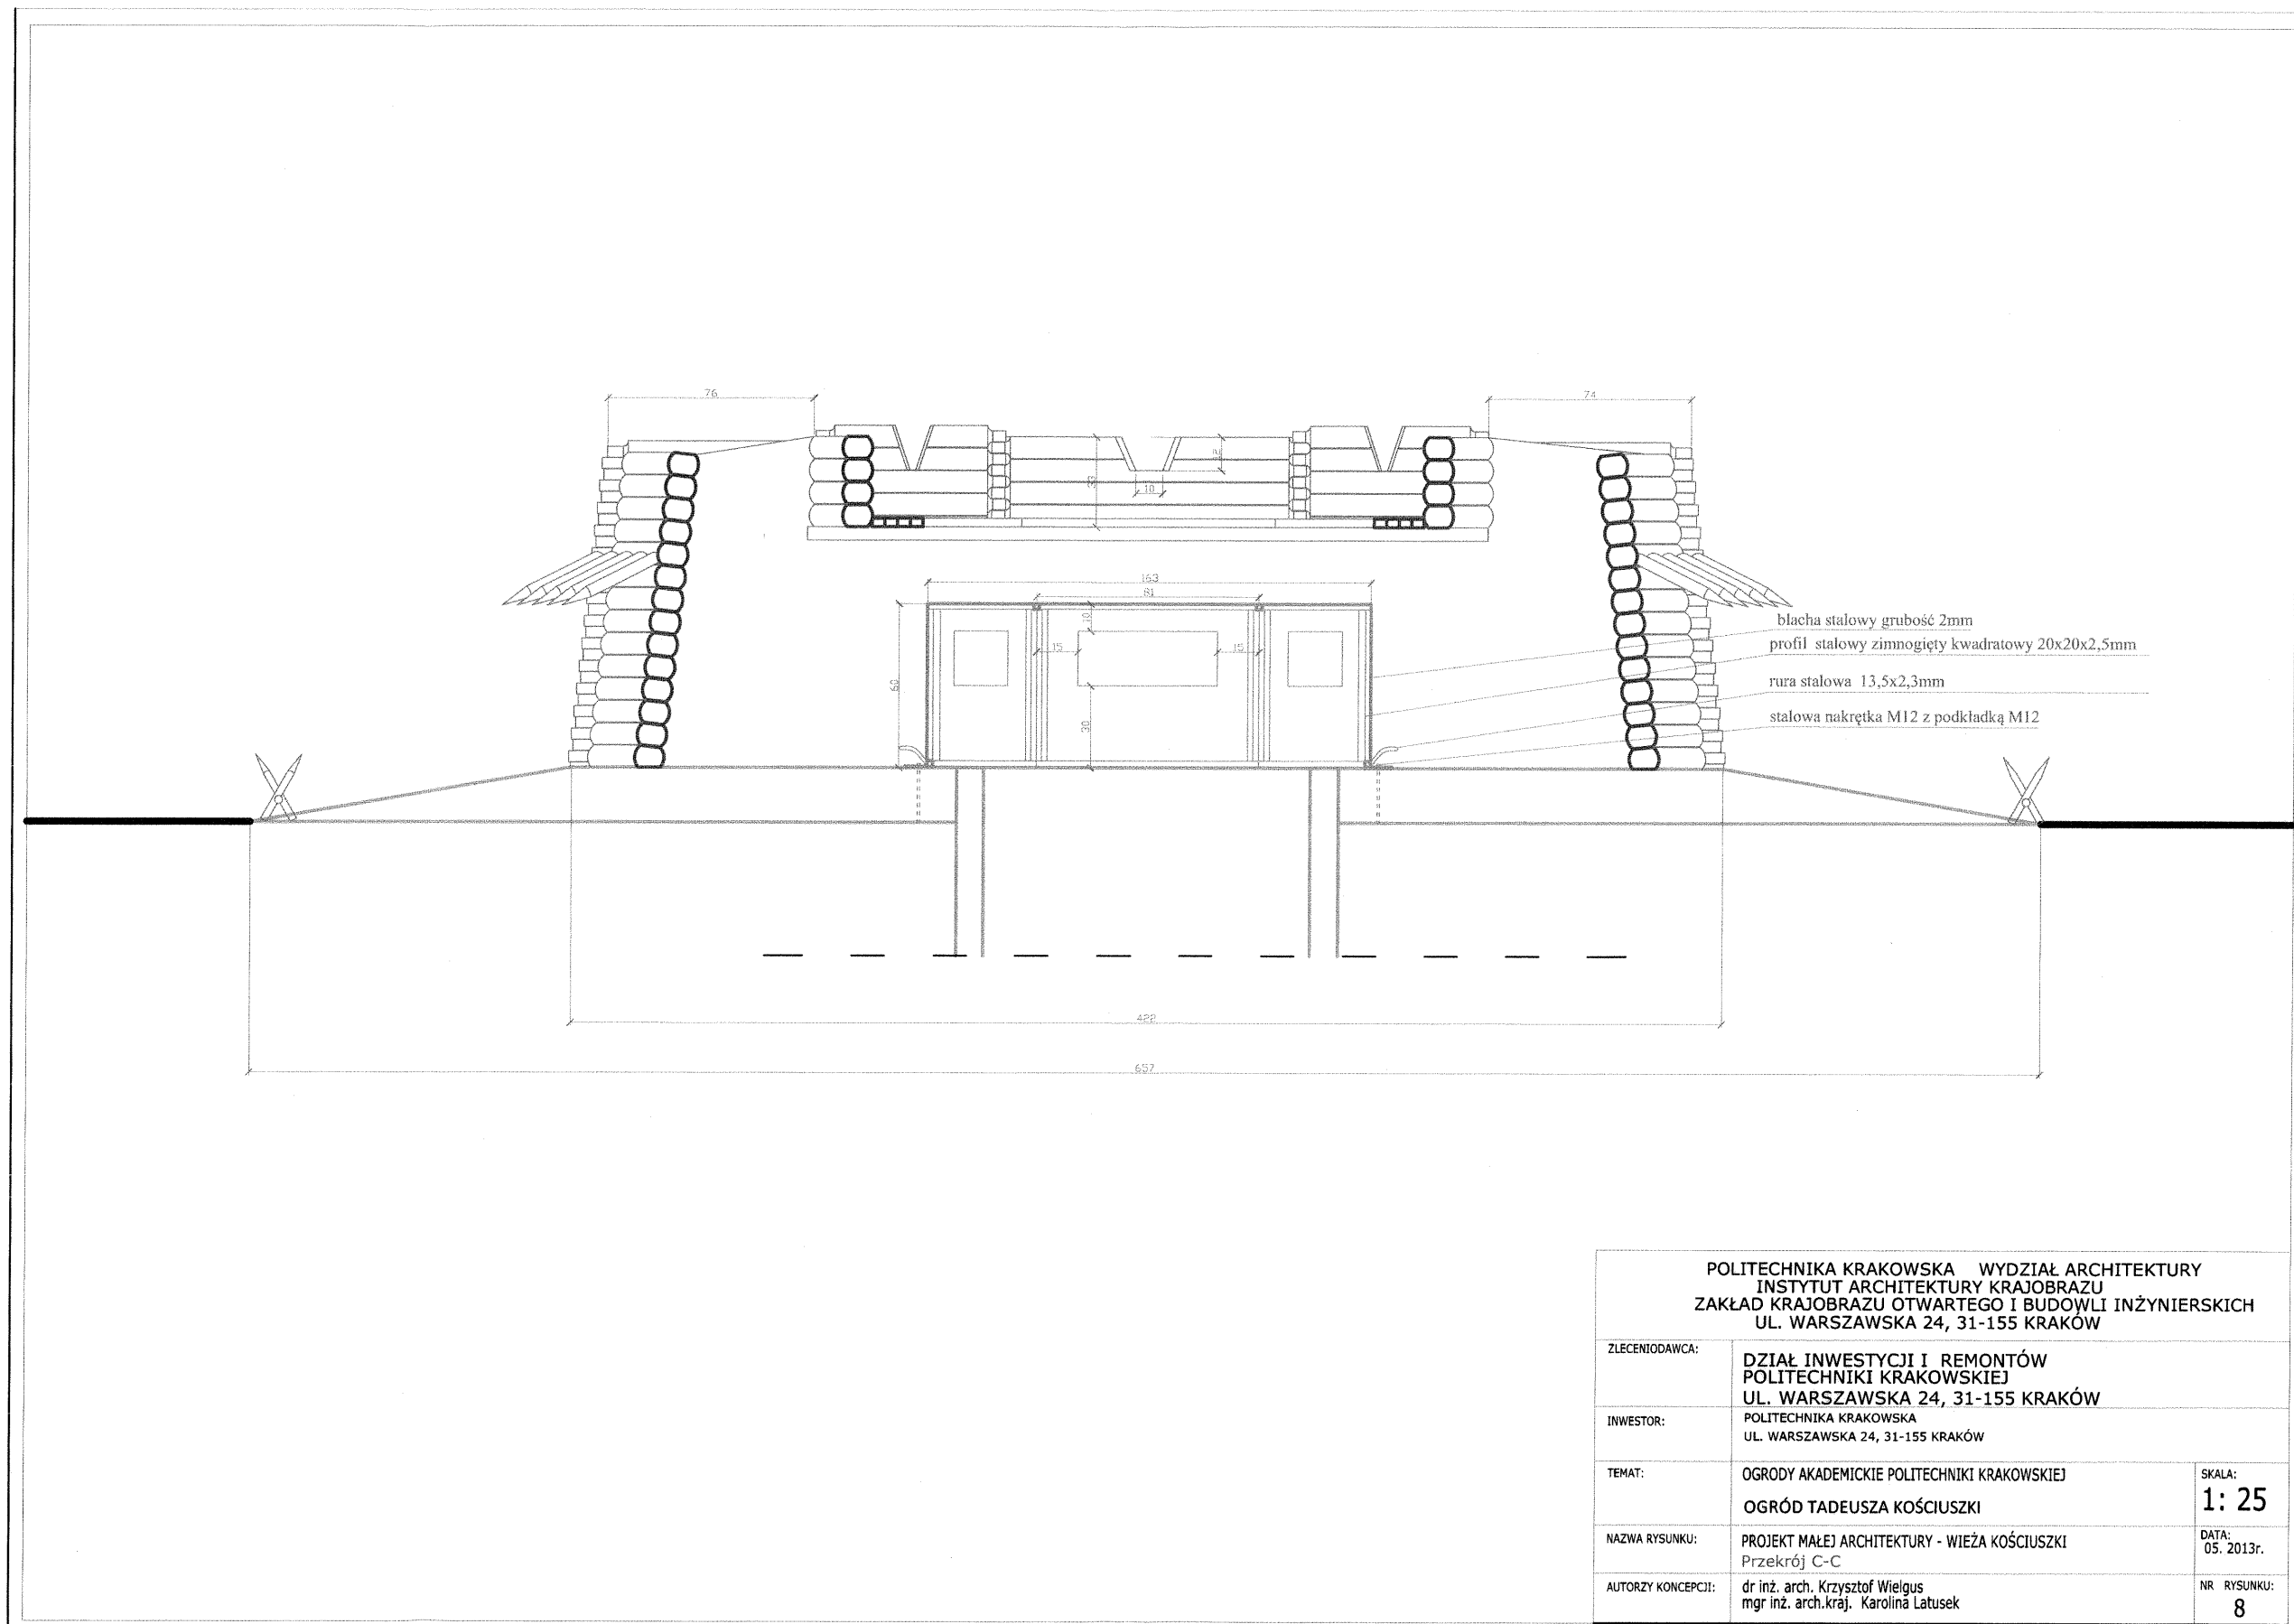 76
74
12
33
10
163
81
10
15
15
60
30
blacha stalowy grubość 2mm
profil stalowy zimnogięty kwadratowy 20x20x2,5mm
rura stalowa 13,5x2,3mm
stalowa nakrętka M12 z podkładką M12
422
657
POLITECHNIKA KRAKOWSKA WYDZIAŁ ARCHITEKTURY
INSTYTUT ARCHITEKTURY KRAJOBRAZU
ZAKŁAD KRAJOBRAZU OTWARTEGO I BUDOWLI INŻYNIERSKICH
UL. WARSZAWSKA 24, 31-155 KRAKÓW
ZLECENIODAWCA:
DZIAŁ INWESTYCJI I REMONTÓW
POLITECHNIKI KRAKOWSKIEJ
UL. WARSZAWSKA 24, 31-155 KRAKÓW
INWESTOR:
POLITECHNIKA KRAKOWSKA
UL. WARSZAWSKA 24, 31-155 KRAKÓW
TEMAT:
OGRODY AKADEMICKIE POLITECHNIKI KRAKOWSKIEJ
OGRÓD TADEUSZA KOŚCIUSZKI
SKALA:
1: 25
NAZWA RYSUNKU:
PROJEKT MAŁEJ ARCHITEKTURY - WIEŻA KOŚCIUSZKI
Przekrój C-C
DATA:
05. 2013r.
AUTORZY KONCEPCJI:
dr inż. arch. Krzysztof Wielgus
mgr inż. arch.kraj. Karolina Latusek
NR RYSUNKU:
8